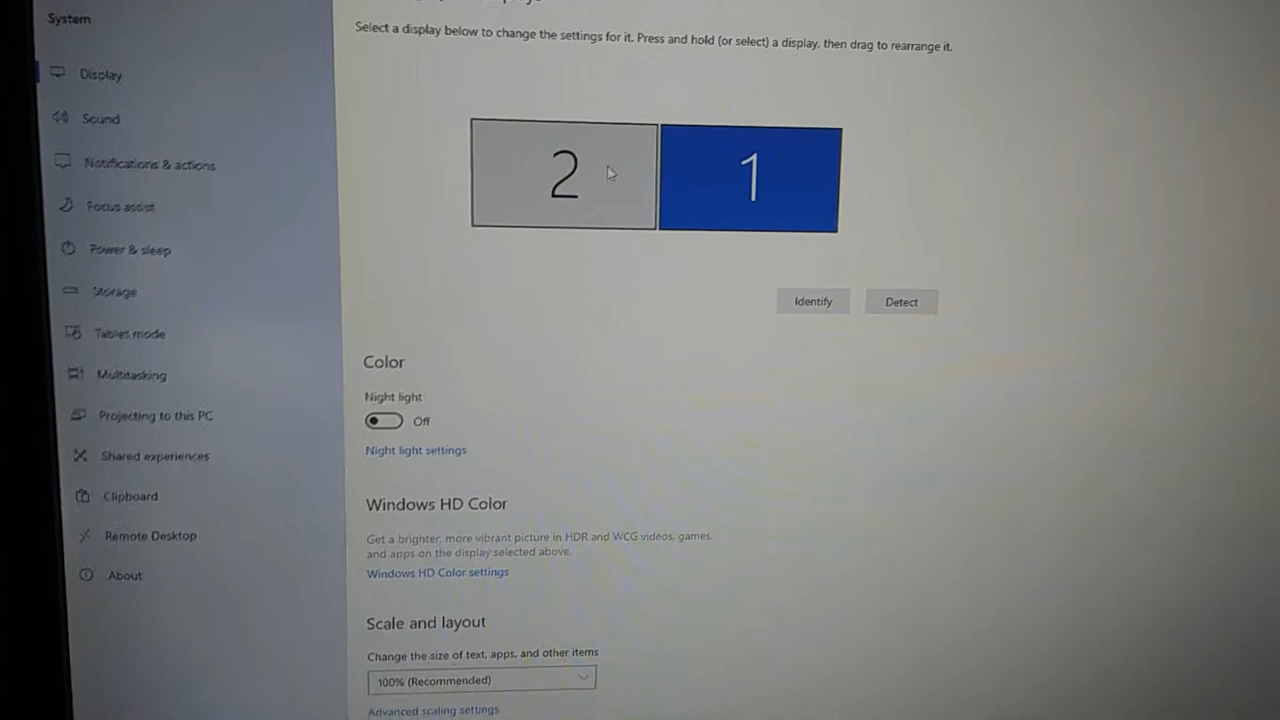 System
Select a display below to change the settings for it. Press and hold (or select) a display, then drag to rearrange it.
Display
Sound
Notifications & actions
Focus assist
Power & sleep
Storage
Tablet mode
Multitasking
Projecting to this PC
Shared experiences
Clipboard
Remote Desktop
About
2
1
Identify
Detect
Color
Night light
Off
Night light settings
Windows HD Color
Get a brighter, more vibrant picture in HDR and WCG videos, games,
and apps on the display selected above.
Windows HD Color settings
Scale and layout
Change the size of text, apps, and other items
100% (Recommended)
Advanced scaling settings